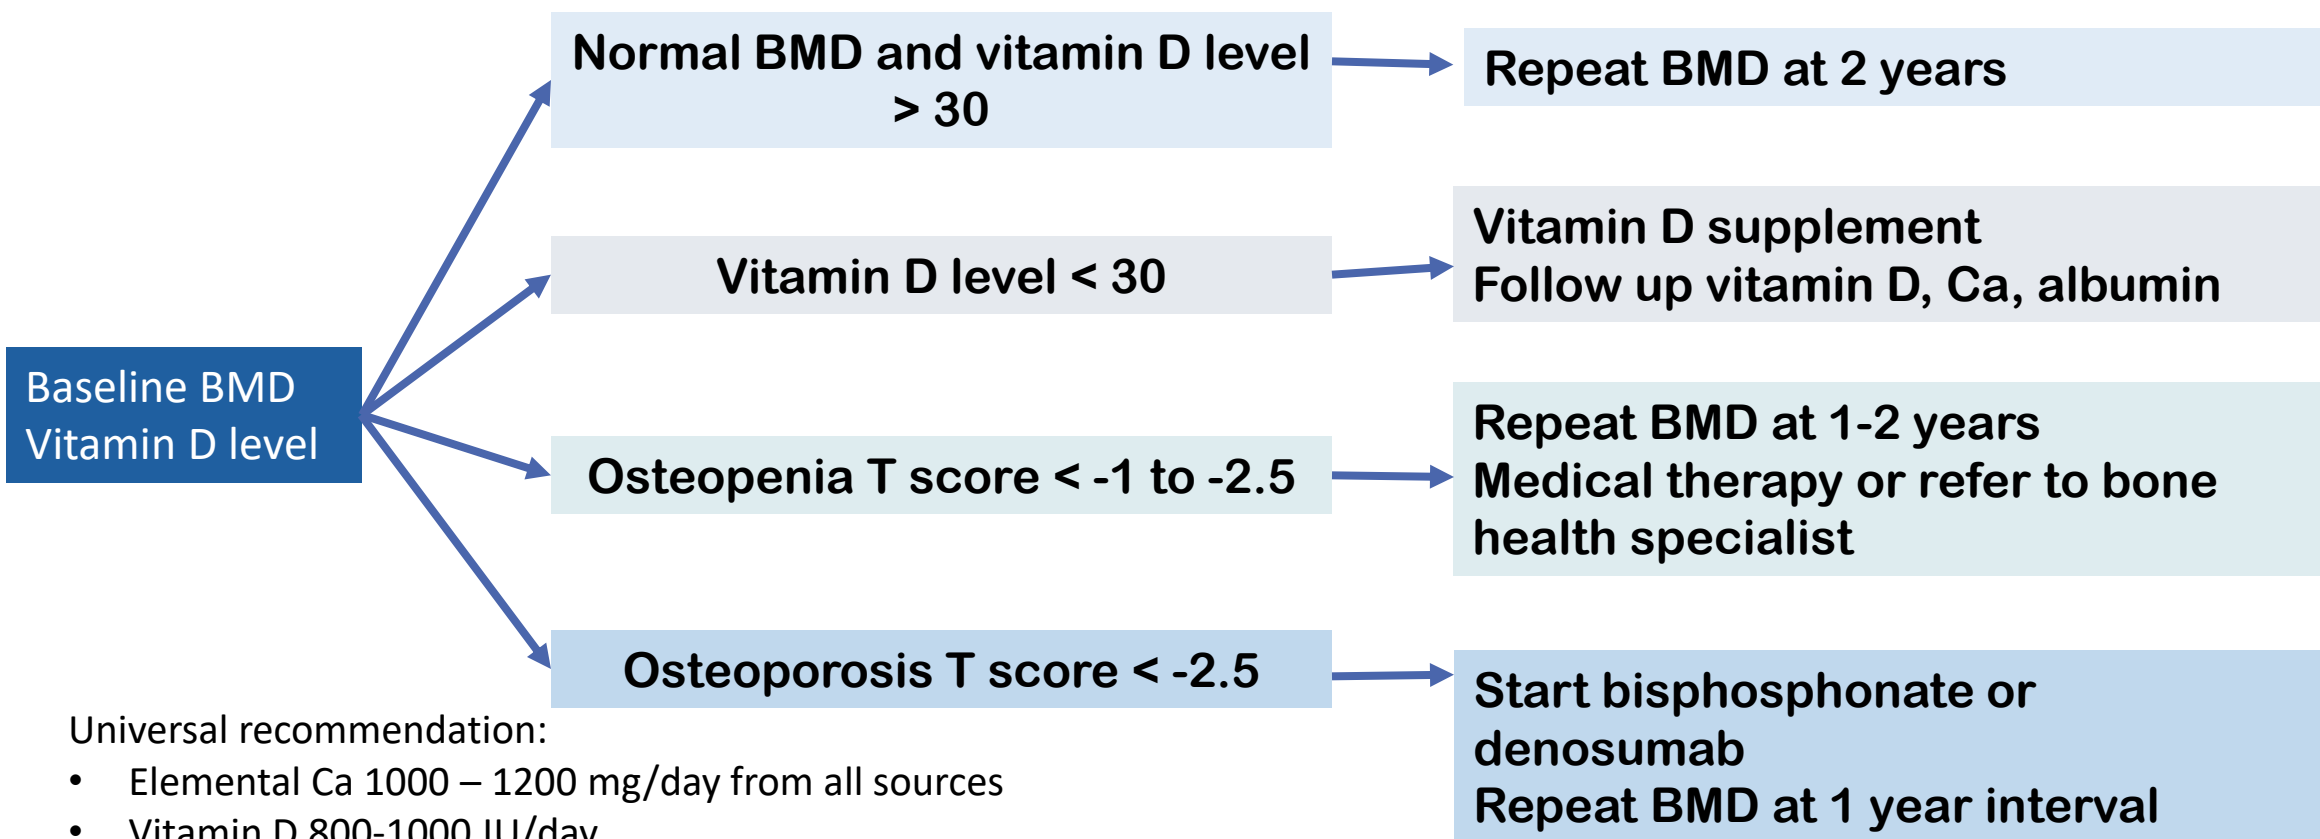 Normal BMD and vitamin D level
> 30
Repeat BMD at 2 years
Vitamin D level < 30
Vitamin D supplement
Follow up vitamin D, Ca, albumin
Baseline BMD
Vitamin D level
Osteopenia T score < -1 to -2.5
Repeat BMD at 1-2 years
Medical therapy or refer to bone
health specialist
Osteoporosis T score < -2.5
Start bisphosphonate or
denosumab
Repeat BMD at 1 year interval
Universal recommendation:
• Elemental Ca 1000 – 1200 mg/day from all sources
• Vitamin D 800-1000 IU/day